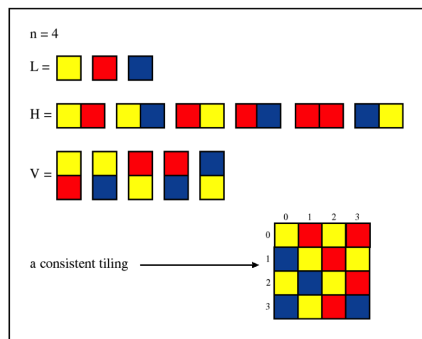 n = 4
L =
H =
V =
0 1 2 3
0
1
a consistent tiling
2
3